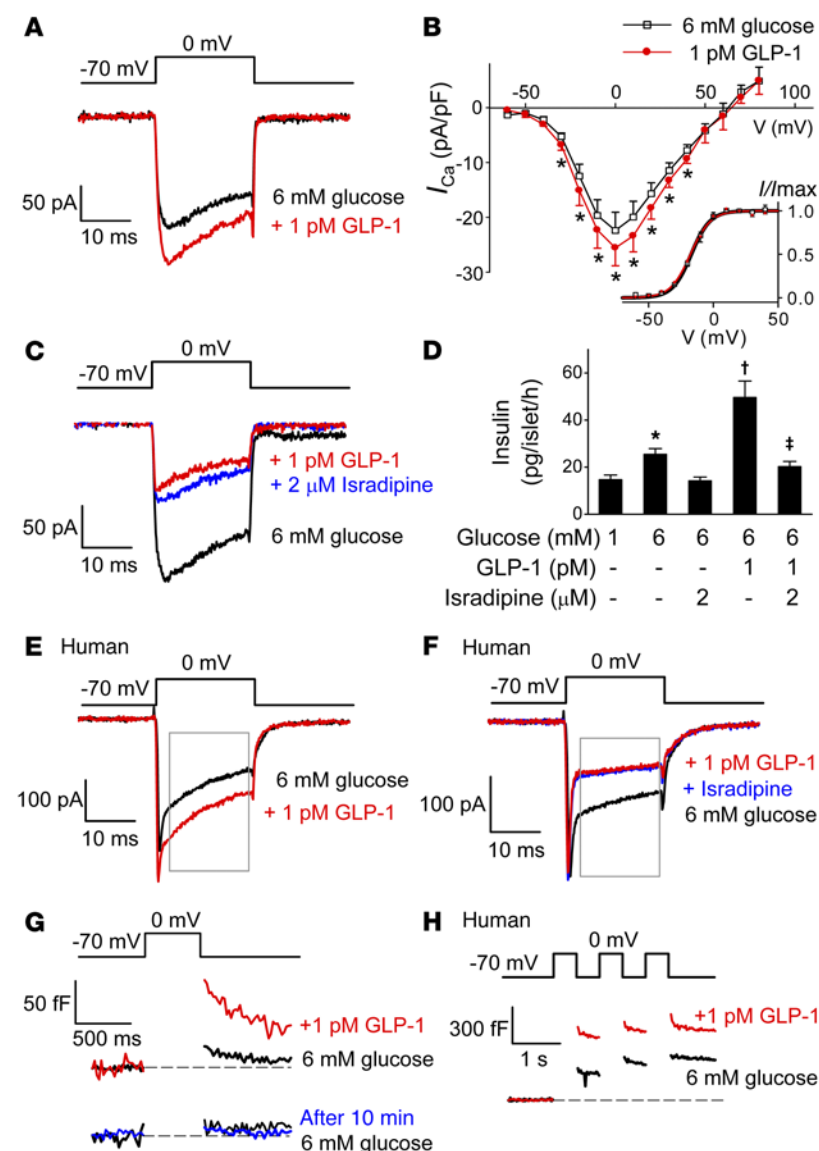 A
0 mV
-70 mV
50 pA
10 ms
6 mM glucose
+ 1 pM GLP-1
B
6 mM glucose
1 pM GLP-1
-50 0 50 100
V (mV)
I_Ca (pA/pF)
0
-10
-20
-30
* * * * * * * *
I/Imax
1.0
0.5
0.0
-50 0 50
V (mV)
C
0 mV
-70 mV
+ 1 pM GLP-1
+ 2 μM Isradipine
50 pA
10 ms
6 mM glucose
D
Insulin
(pg/islet/h)
60
40
20
0
* † ‡
Glucose (mM) 1 6 6 6 6
GLP-1 (pM) - - - 1 1
Isradipine (μM) - - 2 - 2
E Human
0 mV
-70 mV
6 mM glucose
+ 1 pM GLP-1
100 pA
10 ms
F Human
0 mV
-70 mV
+ 1 pM GLP-1
+ Isradipine
6 mM glucose
100 pA
10 ms
G
0 mV
-70 mV
50 fF
500 ms
+1 pM GLP-1
6 mM glucose
After 10 min
6 mM glucose
H Human
0 mV
-70 mV
300 fF
1 s
+1 pM GLP-1
6 mM glucose